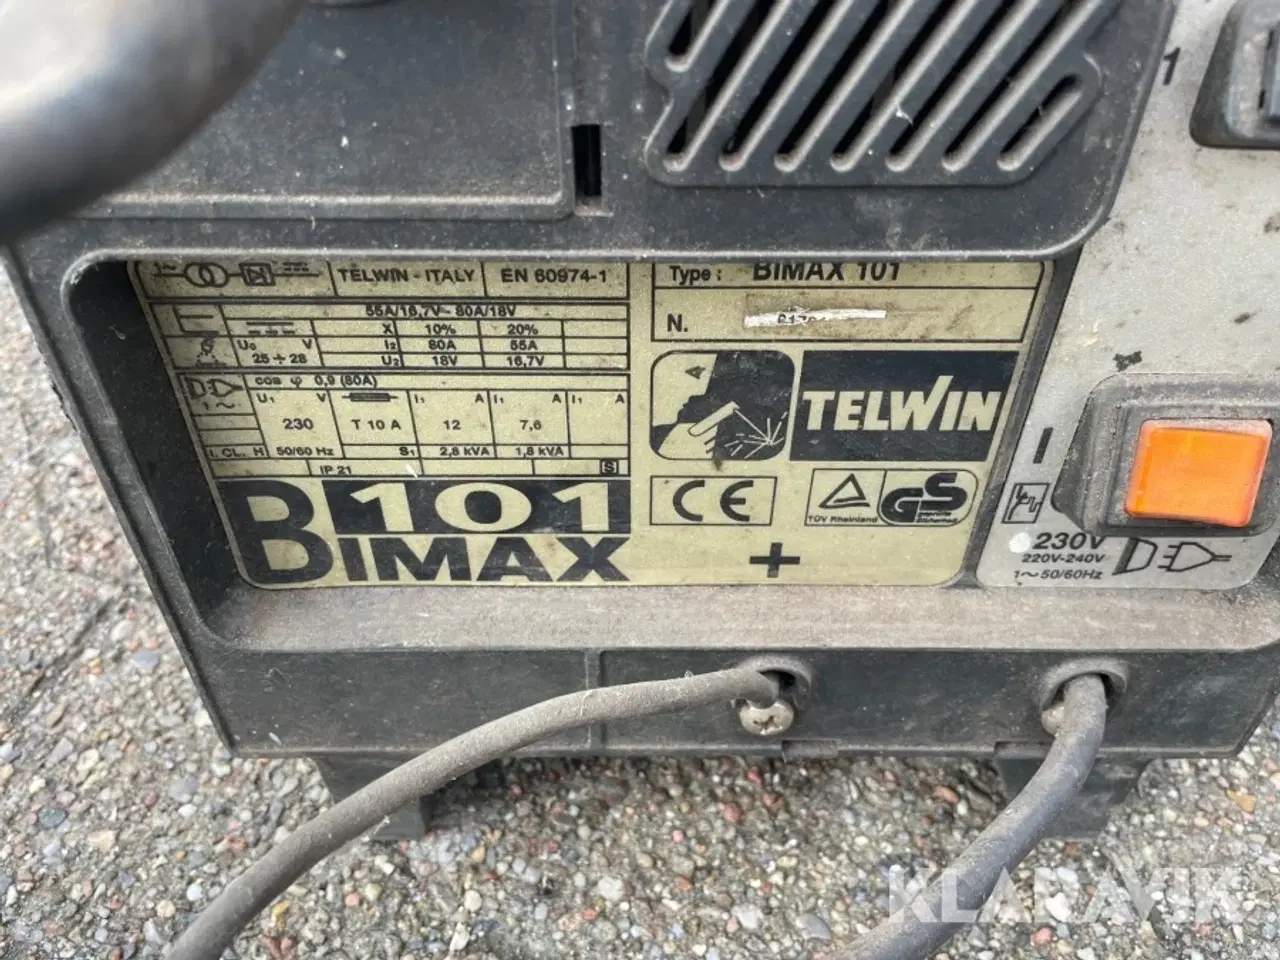 1~ TELWIN - ITALY EN 60974-1
55A/16,7V - 80A/18V
X 10% 20%
U₀ V I₂ 80A 55A
25 ÷ 28 U₂ 18V 16,7V
cos φ 0,9 (80A)
1~ U₁ V I₁ A I₁ A I₁ A
230 T 10 A 12 7,6
I. CL. H 50/60 Hz S₁ 2,8 kVA 1,8 kVA
IP 21 S
BIMAX 101
Type : BIMAX 101
N.
TELWIN
CE
TÜV Rheinland GS
+
1
I
230V
220V-240V
1~50/60Hz
KLARAVIK